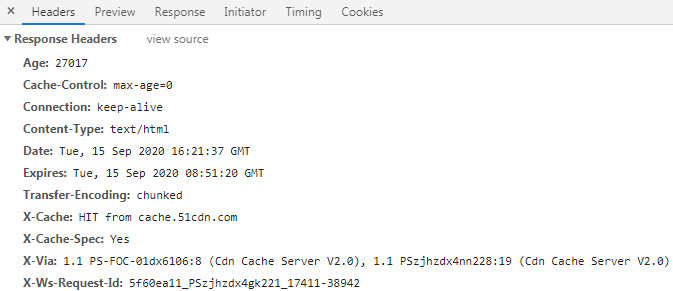 × Headers Preview Response Initiator Timing Cookies
▼ Response Headers view source
Age: 27017
Cache-Control: max-age=0
Connection: keep-alive
Content-Type: text/html
Date: Tue, 15 Sep 2020 16:21:37 GMT
Expires: Tue, 15 Sep 2020 08:51:20 GMT
Transfer-Encoding: chunked
X-Cache: HIT from cache.51cdn.com
X-Cache-Spec: Yes
X-Via: 1.1 PS-FOC-01dx6106:8 (Cdn Cache Server V2.0), 1.1 PSzjhzdx4nn228:19 (Cdn Cache Server V2.0)
X-Ws-Request-Id: 5f60ea11_PSzjhzdx4gk221_17411-38942